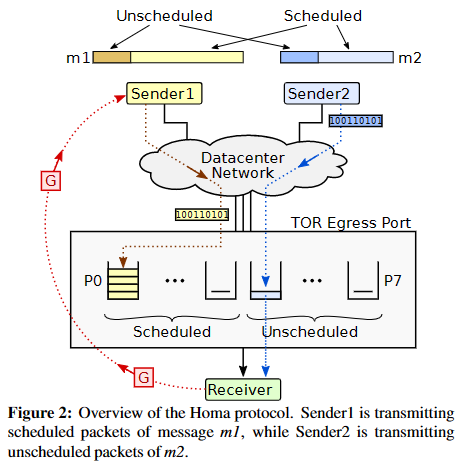 Unscheduled Scheduled
m1 m2
Sender1 Sender2
100110101
Datacenter
Network
G
100110101
TOR Egress Port
P0 ... ... P7
Scheduled Unscheduled
G
Receiver
Figure 2: Overview of the Homa protocol. Sender1 is transmitting
scheduled packets of message m1, while Sender2 is transmitting
unscheduled packets of m2.